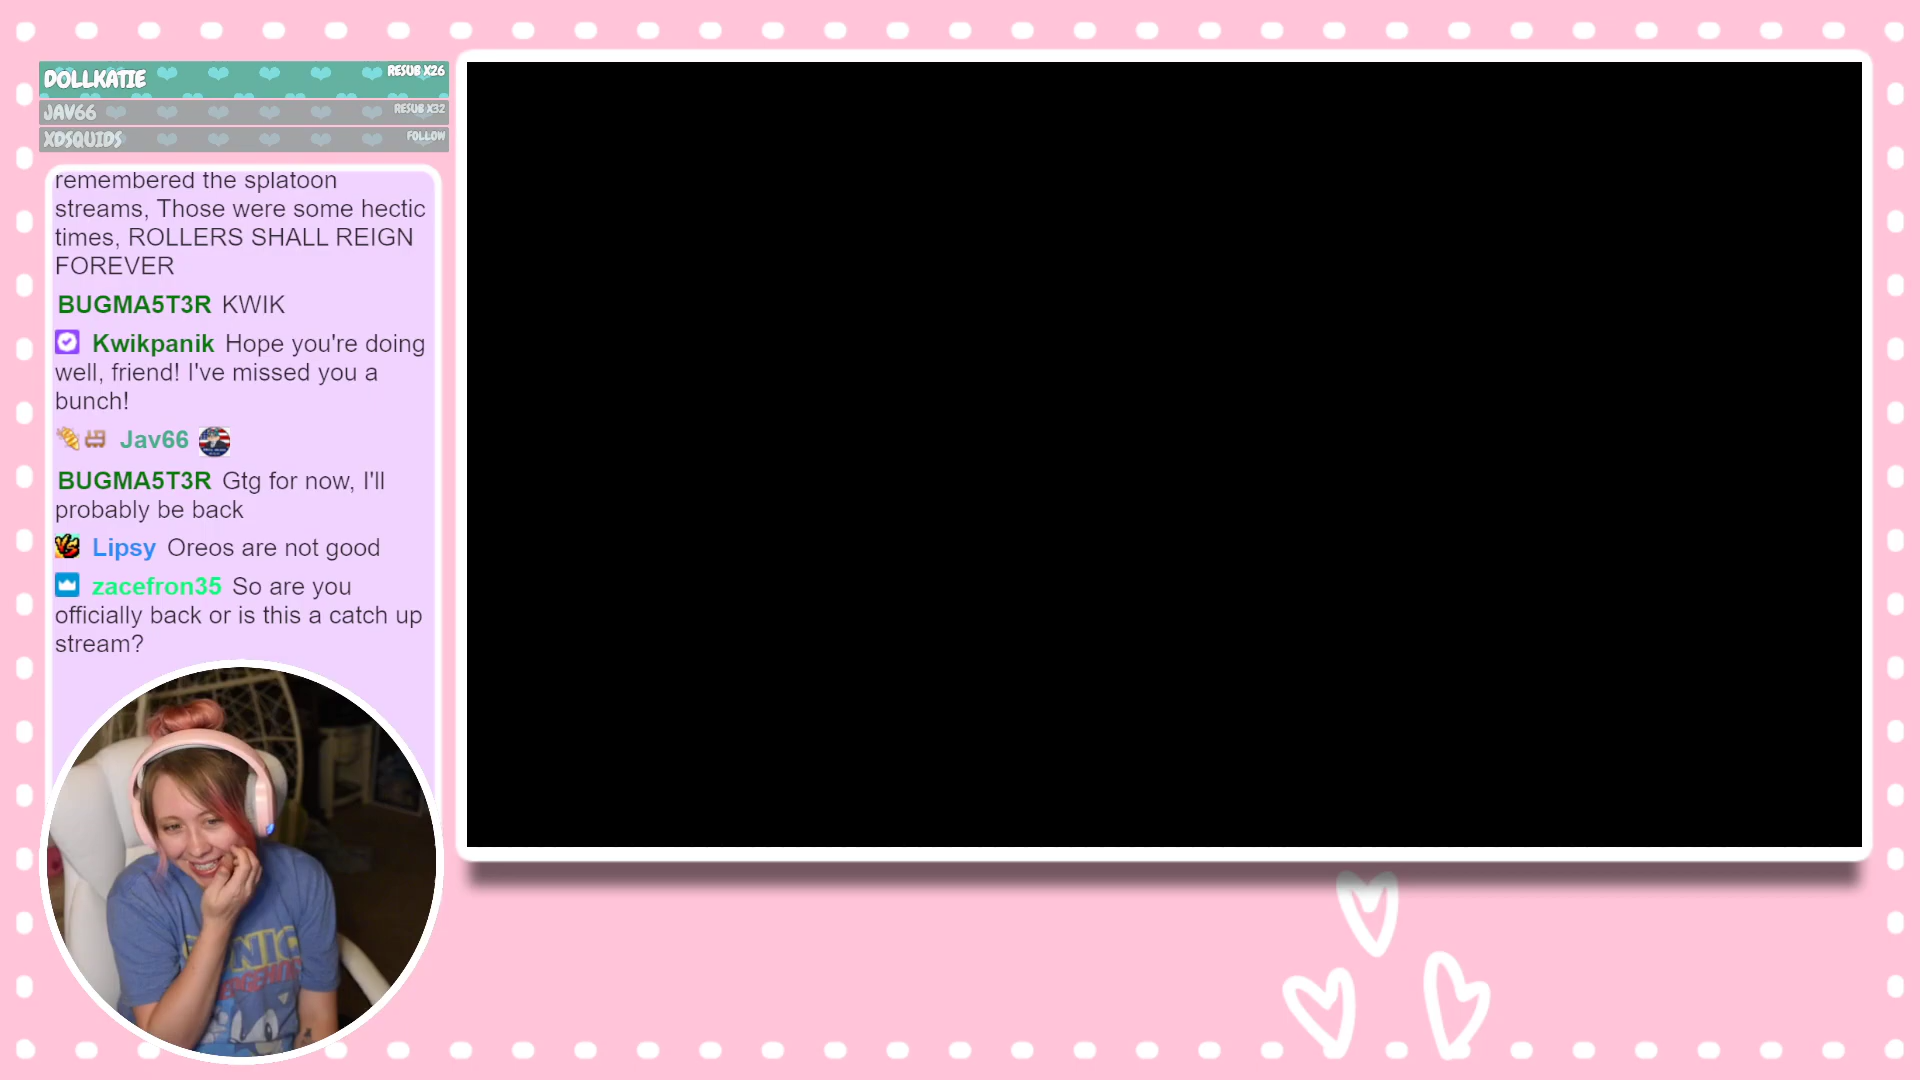 DOLLKATIE RESUB X26
JAV66 RESUB X32
XDSQUIDS FOLLOW
remembered the splatoon
streams, Those were some hectic
times, ROLLERS SHALL REIGN
FOREVER
BUGMA5T3R KWIK
Kwikpanik Hope you're doing
well, friend! I've missed you a
bunch!
Jav66
BUGMA5T3R Gtg for now, I'll
probably be back
Lipsy Oreos are not good
zacefron35 So are you
officially back or is this a catch up
stream?